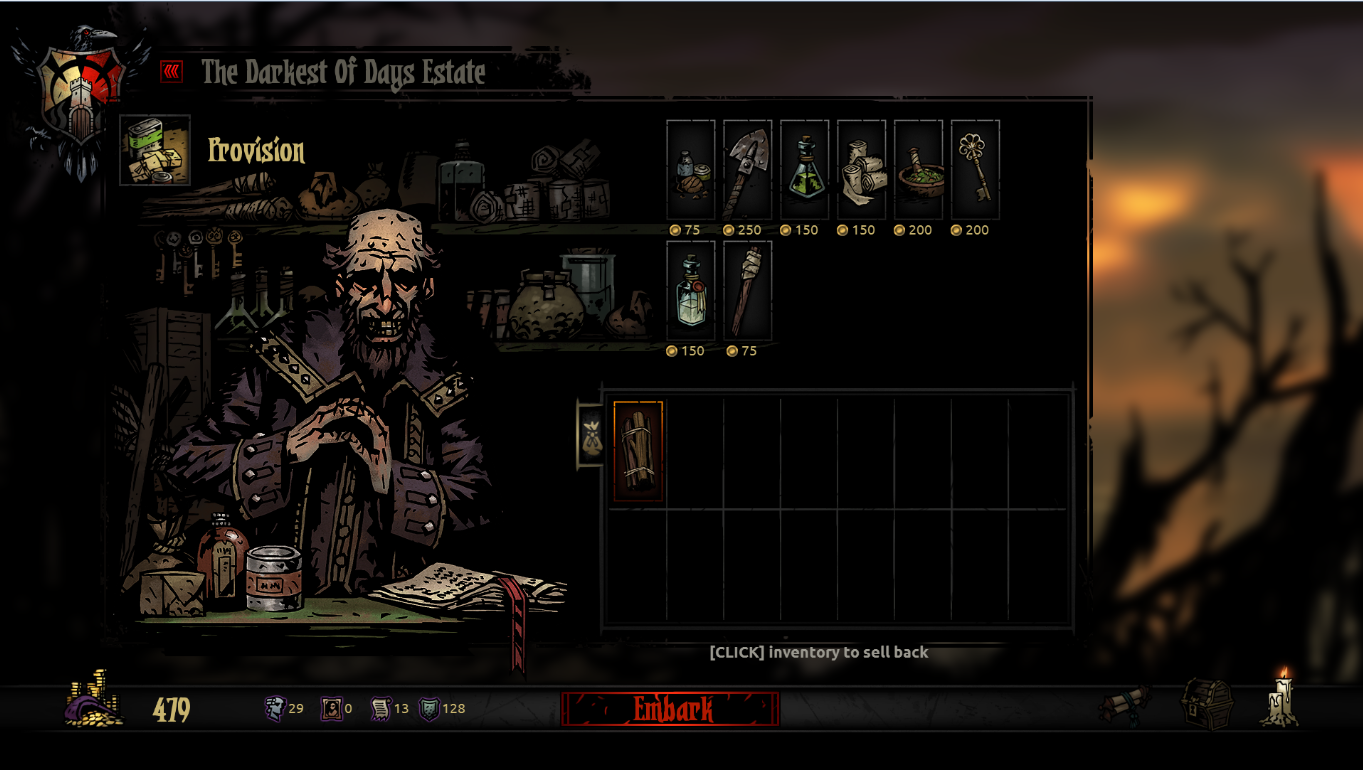 The Darkest Of Days Estate
Provision
75 250 150 150 200 200
150 75
[CLICK] inventory to sell back
479 29 0 13 128
Embark